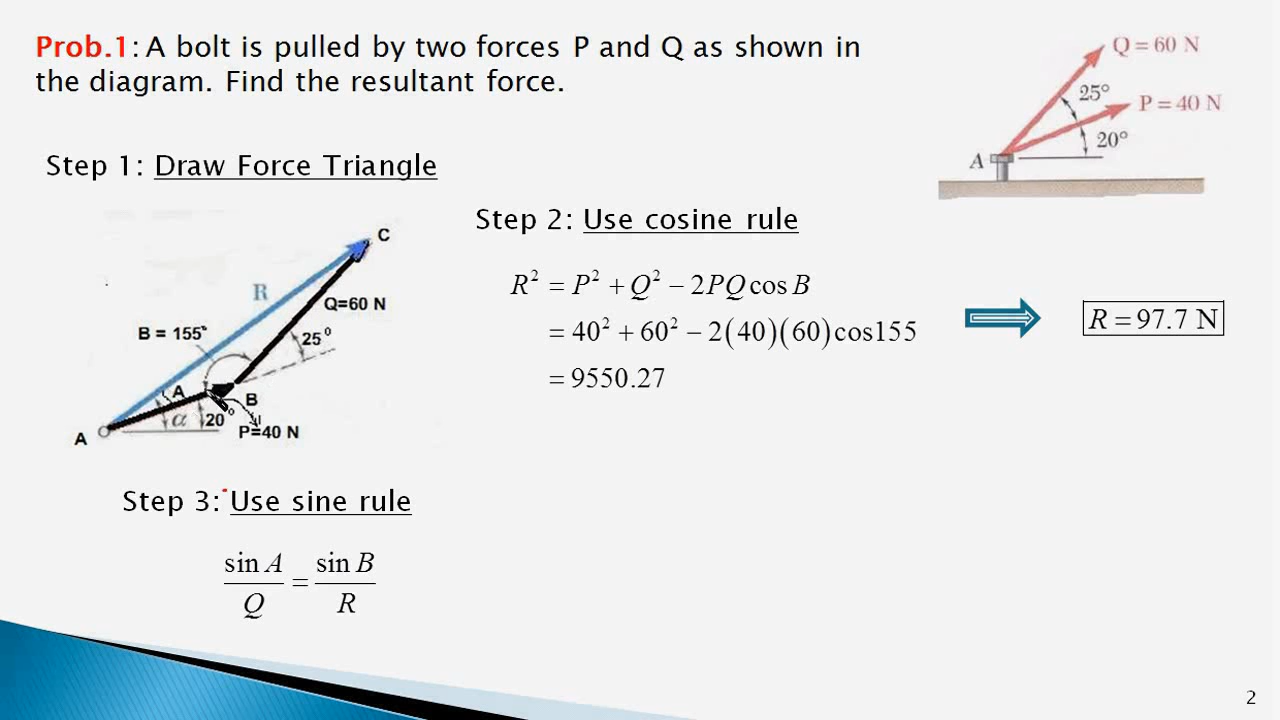 Prob.1: A bolt is pulled by two forces P and Q as shown in
the diagram. Find the resultant force.
Q = 60 N
25°
P = 40 N
20°
A
Step 1: Draw Force Triangle
C
R
Q=60 N
B = 155°
25°
A
α
20°
B
P=40 N
A
Step 2: Use cosine rule
R² = P² + Q² − 2PQ cos B
= 40² + 60² − 2(40)(60)cos155
= 9550.27
R = 97.7 N
Step 3: Use sine rule
sin A / Q = sin B / R
2